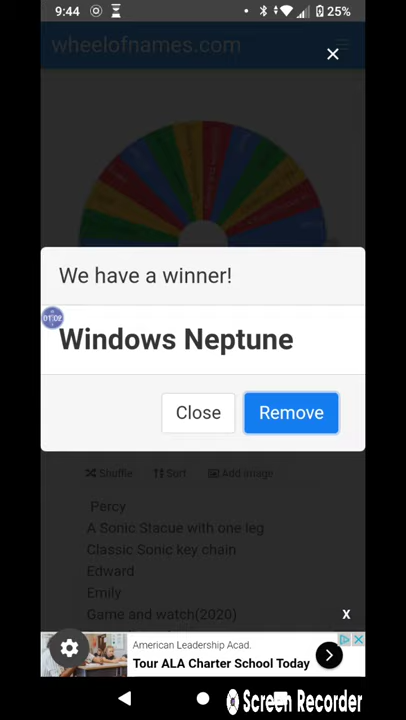 9:44
25%
wheelofnames.com
We have a winner!
01:02
Windows Neptune
Close
Remove
Shuffle
Sort
Add image
Percy
A Sonic Stacue with one leg
Classic Sonic key chain
Edward
Emily
Game and watch(2020)
X
American Leadership Acad.
Tour ALA Charter School Today
Screen Recorder